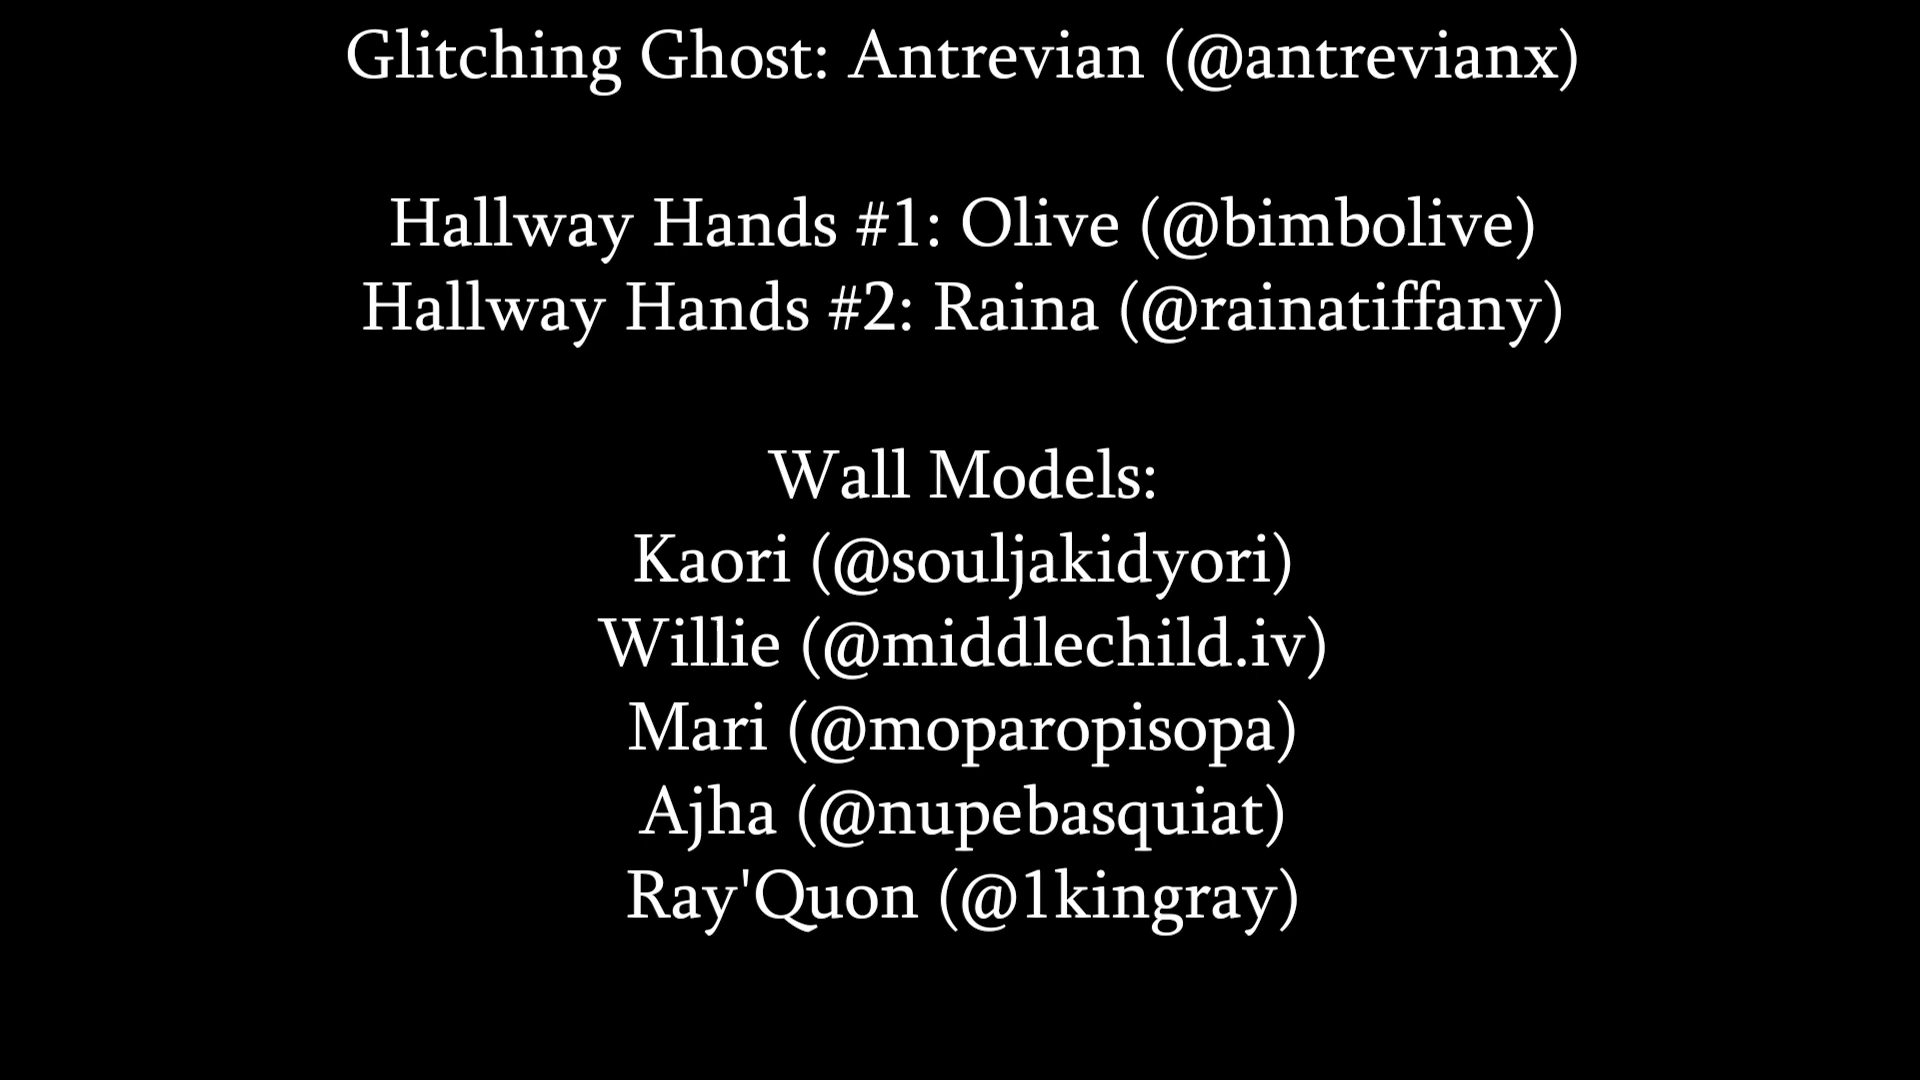 Glitching Ghost: Antrevian (@antrevianx)
Hallway Hands #1: Olive (@bimbolive)
Hallway Hands #2: Raina (@rainatiffany)
Wall Models:
Kaori (@souljakidyori)
Willie (@middlechild.iv)
Mari (@moparopisopa)
Ajha (@nupebasquiat)
Ray'Quon (@1kingray)